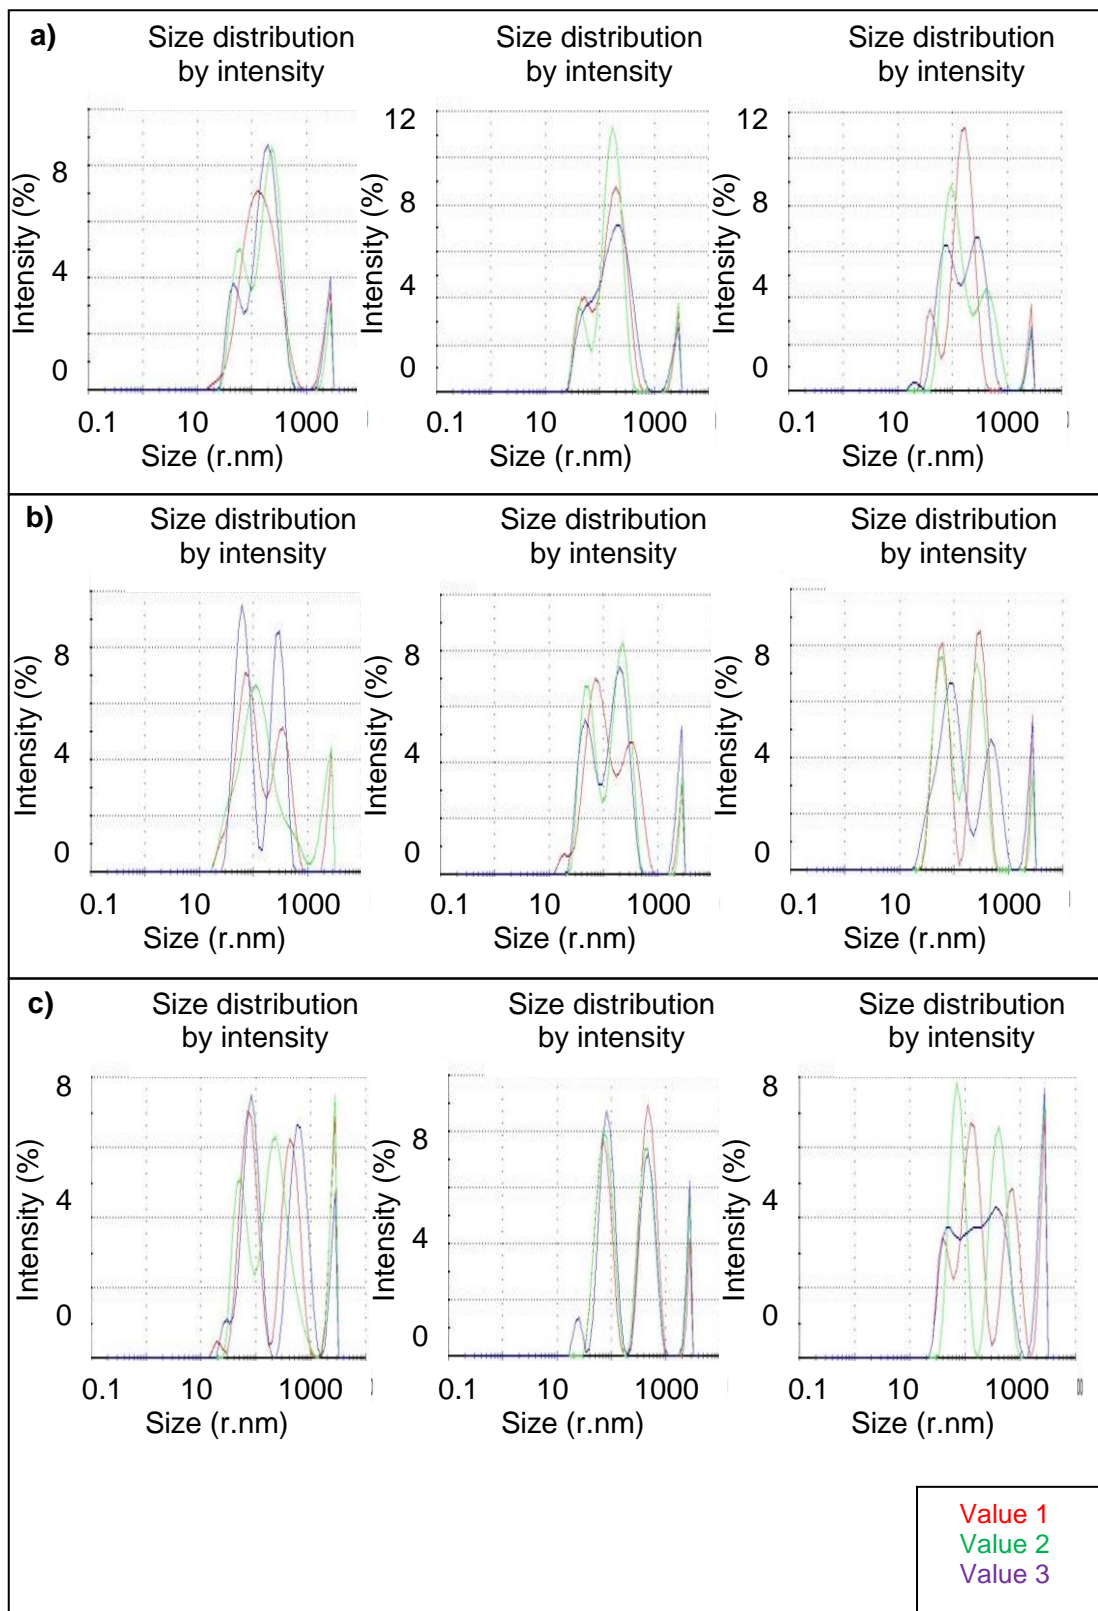 a)
Size distribution
by intensity
Size distribution
by intensity
Size distribution
by intensity
Intensity (%)
8
4
0
0.1 10 1000
Size (r.nm)
Intensity (%)
12
8
4
0
0.1 10 1000
Size (r.nm)
Intensity (%)
12
8
4
0
0.1 10 1000
Size (r.nm)
b)
Size distribution
by intensity
Size distribution
by intensity
Size distribution
by intensity
Intensity (%)
8
4
0
0.1 10 1000
Size (r.nm)
Intensity (%)
8
4
0
0.1 10 1000
Size (r.nm)
Intensity (%)
8
4
0
0.1 10 1000
Size (r.nm)
c)
Size distribution
by intensity
Size distribution
by intensity
Size distribution
by intensity
Intensity (%)
8
4
0
0.1 10 1000
Size (r.nm)
Intensity (%)
8
4
0
0.1 10 1000
Size (r.nm)
Intensity (%)
8
4
0
0.1 10 1000
Size (r.nm)
Value 1
Value 2
Value 3